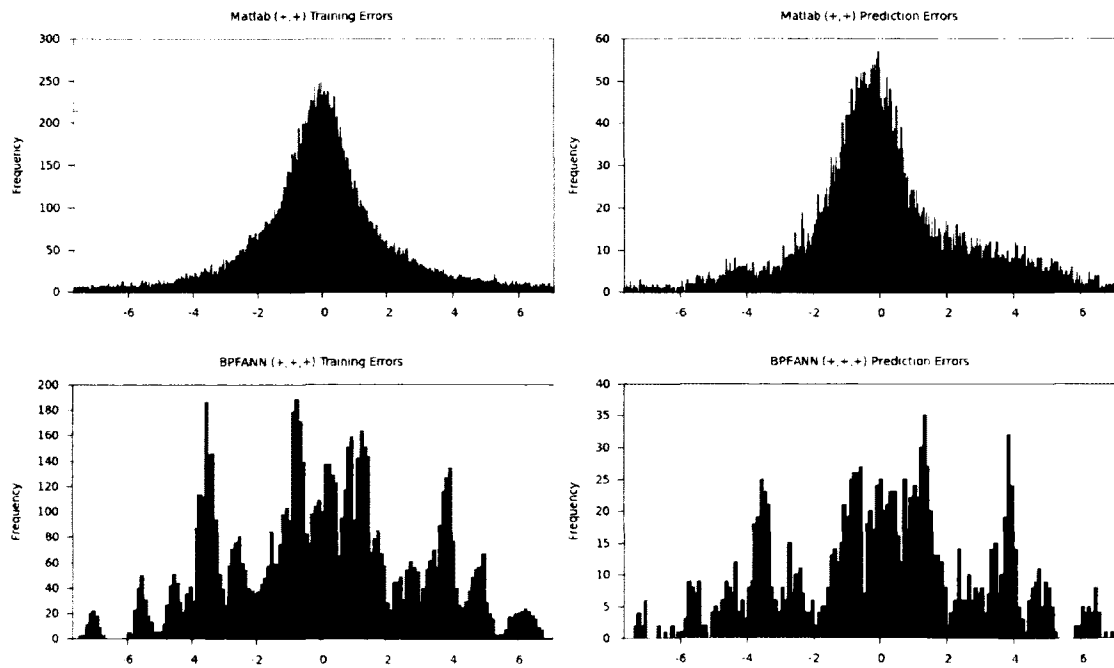 Matlab (+,+) Training Errors
Frequency
300
250
200
150
100
50
0
-6 -4 -2 0 2 4 6
Matlab (+,+) Prediction Errors
Frequency
60
50
40
30
20
10
0
-6 -4 -2 0 2 4 6
BPFANN (+,+,+) Training Errors
Frequency
200
180
160
140
120
100
80
60
40
20
0
-6 -4 -2 0 2 4 6
BPFANN (+,+,+) Prediction Errors
Frequency
40
35
30
25
20
15
10
5
0
-6 -4 -2 0 2 4 6